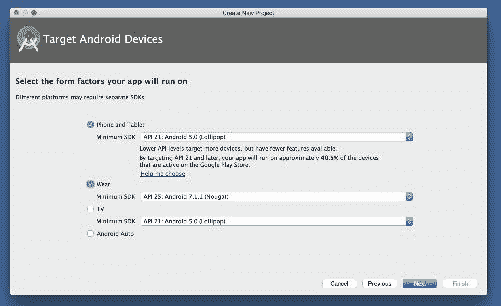 Create New Project
Target Android Devices
Select the form factors your app will run on
Different platforms may require separate SDKs
Phone and Tablet
Minimum SDK API 21: Android 5.0 (Lollipop)
Lower API levels target more devices, but have fewer features available.
By targeting API 21 and later, your app will run on approximately 40.5% of the devices
that are active on the Google Play Store.
Help me choose
Wear
Minimum SDK API 25: Android 7.1.1 (Nougat)
TV
Minimum SDK API 21: Android 5.0 (Lollipop)
Android Auto
Cancel Previous Next Finish